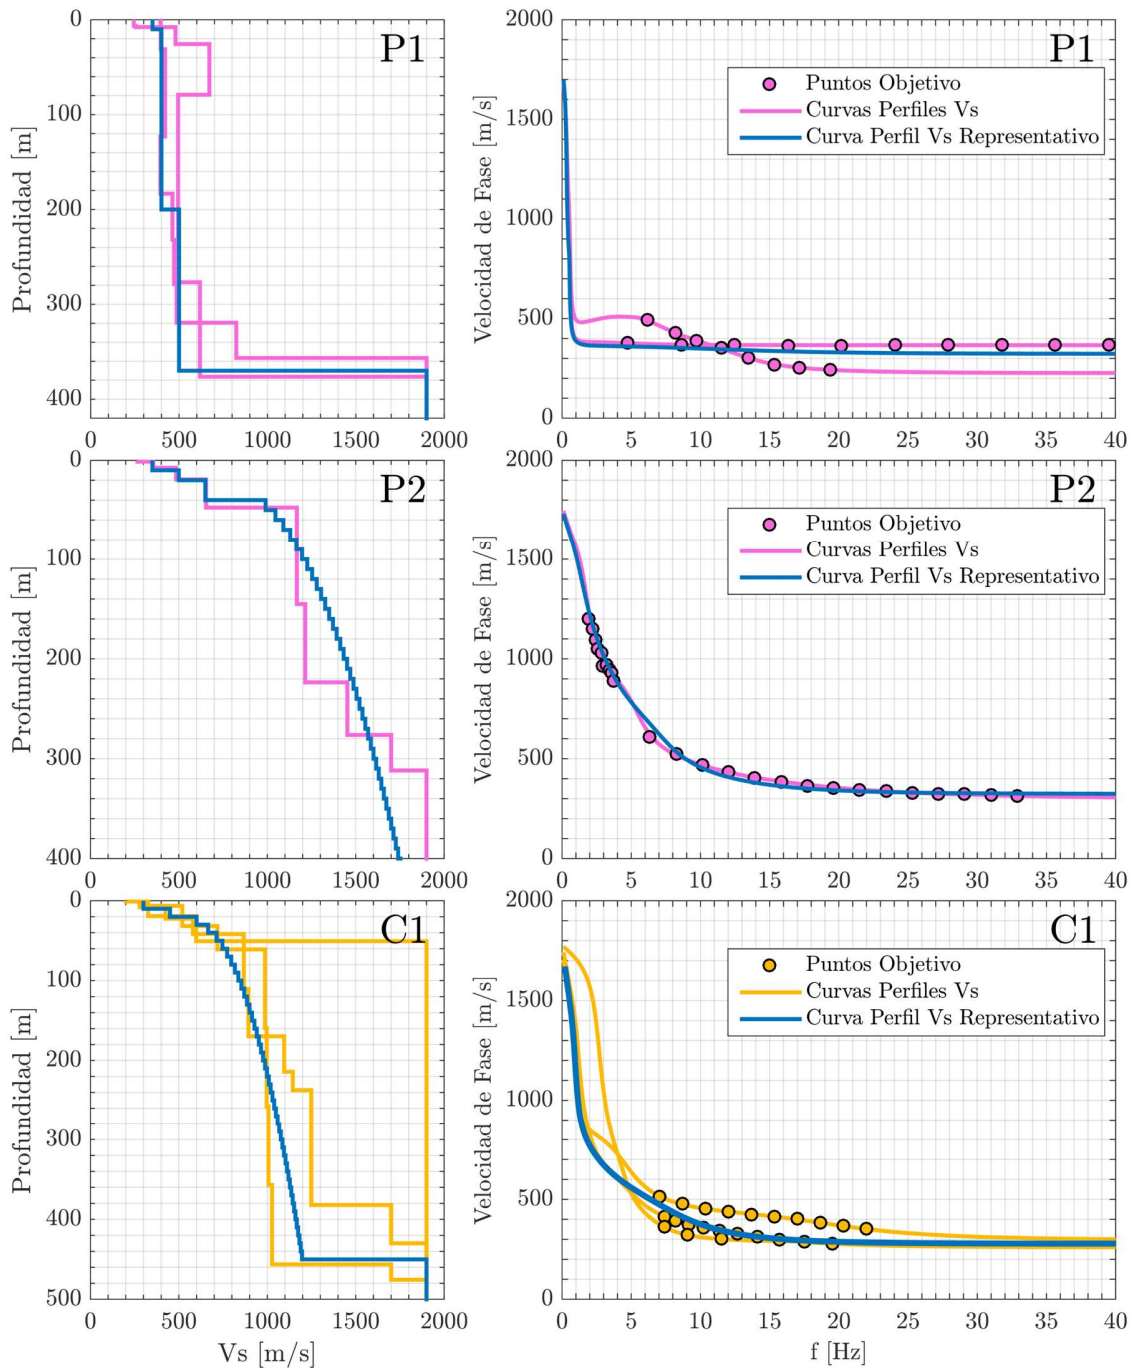 P1
0
100
200
300
400
Profundidad [m]
0 500 1000 1500 2000
P1
2000
1500
1000
500
0
Velocidad de Fase [m/s]
Puntos Objetivo
Curvas Perfiles Vs
Curva Perfil Vs Representativo
0 5 10 15 20 25 30 35 40
P2
0
100
200
300
400
Profundidad [m]
0 500 1000 1500 2000
P2
2000
1500
1000
500
0
Velocidad de Fase [m/s]
Puntos Objetivo
Curvas Perfiles Vs
Curva Perfil Vs Representativo
0 5 10 15 20 25 30 35 40
C1
0
100
200
300
400
500
Profundidad [m]
0 500 1000 1500 2000
Vs [m/s]
C1
2000
1500
1000
500
0
Velocidad de Fase [m/s]
Puntos Objetivo
Curvas Perfiles Vs
Curva Perfil Vs Representativo
0 5 10 15 20 25 30 35 40
f [Hz]